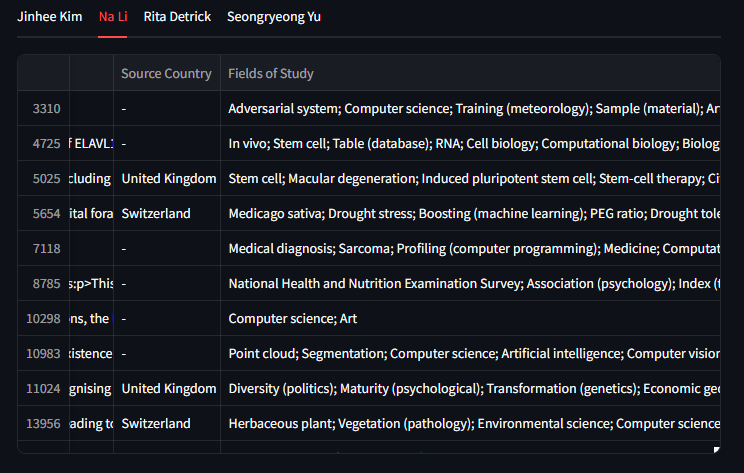 Jinhee Kim Na Li Rita Detrick Seongryeong Yu
Source Country Fields of Study
3310 - Adversarial system; Computer science; Training (meteorology); Sample (material); Ar
4725 f ELAVL1 - In vivo; Stem cell; Table (database); RNA; Cell biology; Computational biology; Biolog
5025 cluding United Kingdom Stem cell; Macular degeneration; Induced pluripotent stem cell; Stem-cell therapy; Ci
5654 ital fora Switzerland Medicago sativa; Drought stress; Boosting (machine learning); PEG ratio; Drought tole
7118 - Medical diagnosis; Sarcoma; Profiling (computer programming); Medicine; Computat
8785 s:p>This - National Health and Nutrition Examination Survey; Association (psychology); Index (t
10298 ons, the - Computer science; Art
10983 xistence - Point cloud; Segmentation; Computer science; Artificial intelligence; Computer vision
11024 gnising United Kingdom Diversity (politics); Maturity (psychological); Transformation (genetics); Economic geo
13956 eading to Switzerland Herbaceous plant; Vegetation (pathology); Environmental science; Computer science